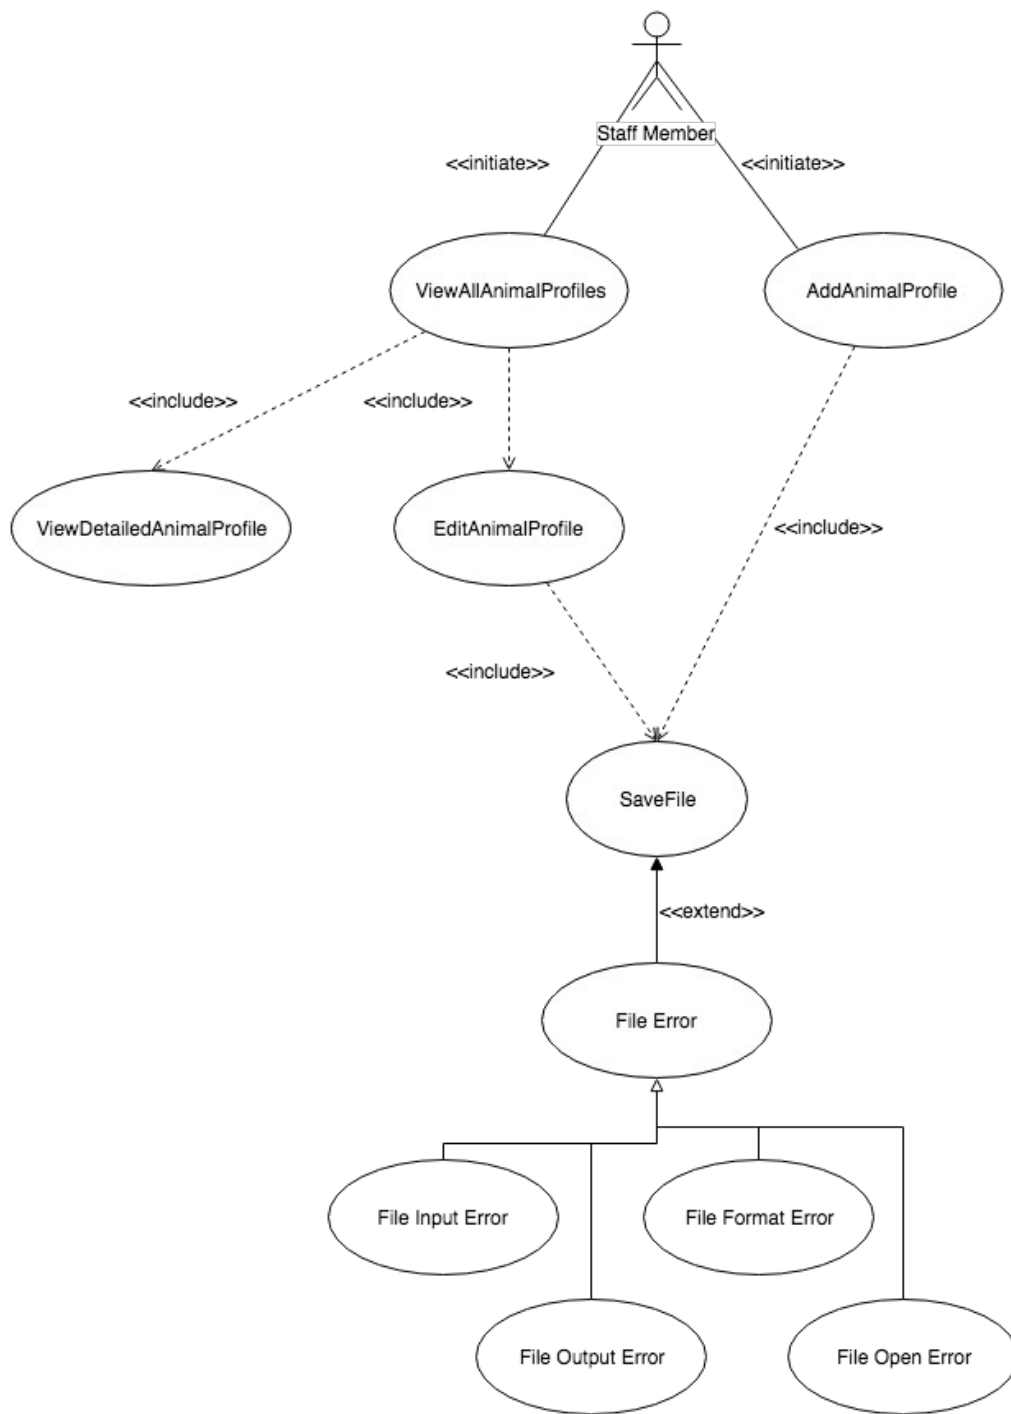 Staff Member
<<initiate>>
<<initiate>>
ViewAllAnimalProfiles
AddAnimalProfile
<<include>>
<<include>>
ViewDetailedAnimalProfile
EditAnimalProfile
<<include>>
<<include>>
SaveFile
<<extend>>
File Error
File Input Error
File Format Error
File Output Error
File Open Error